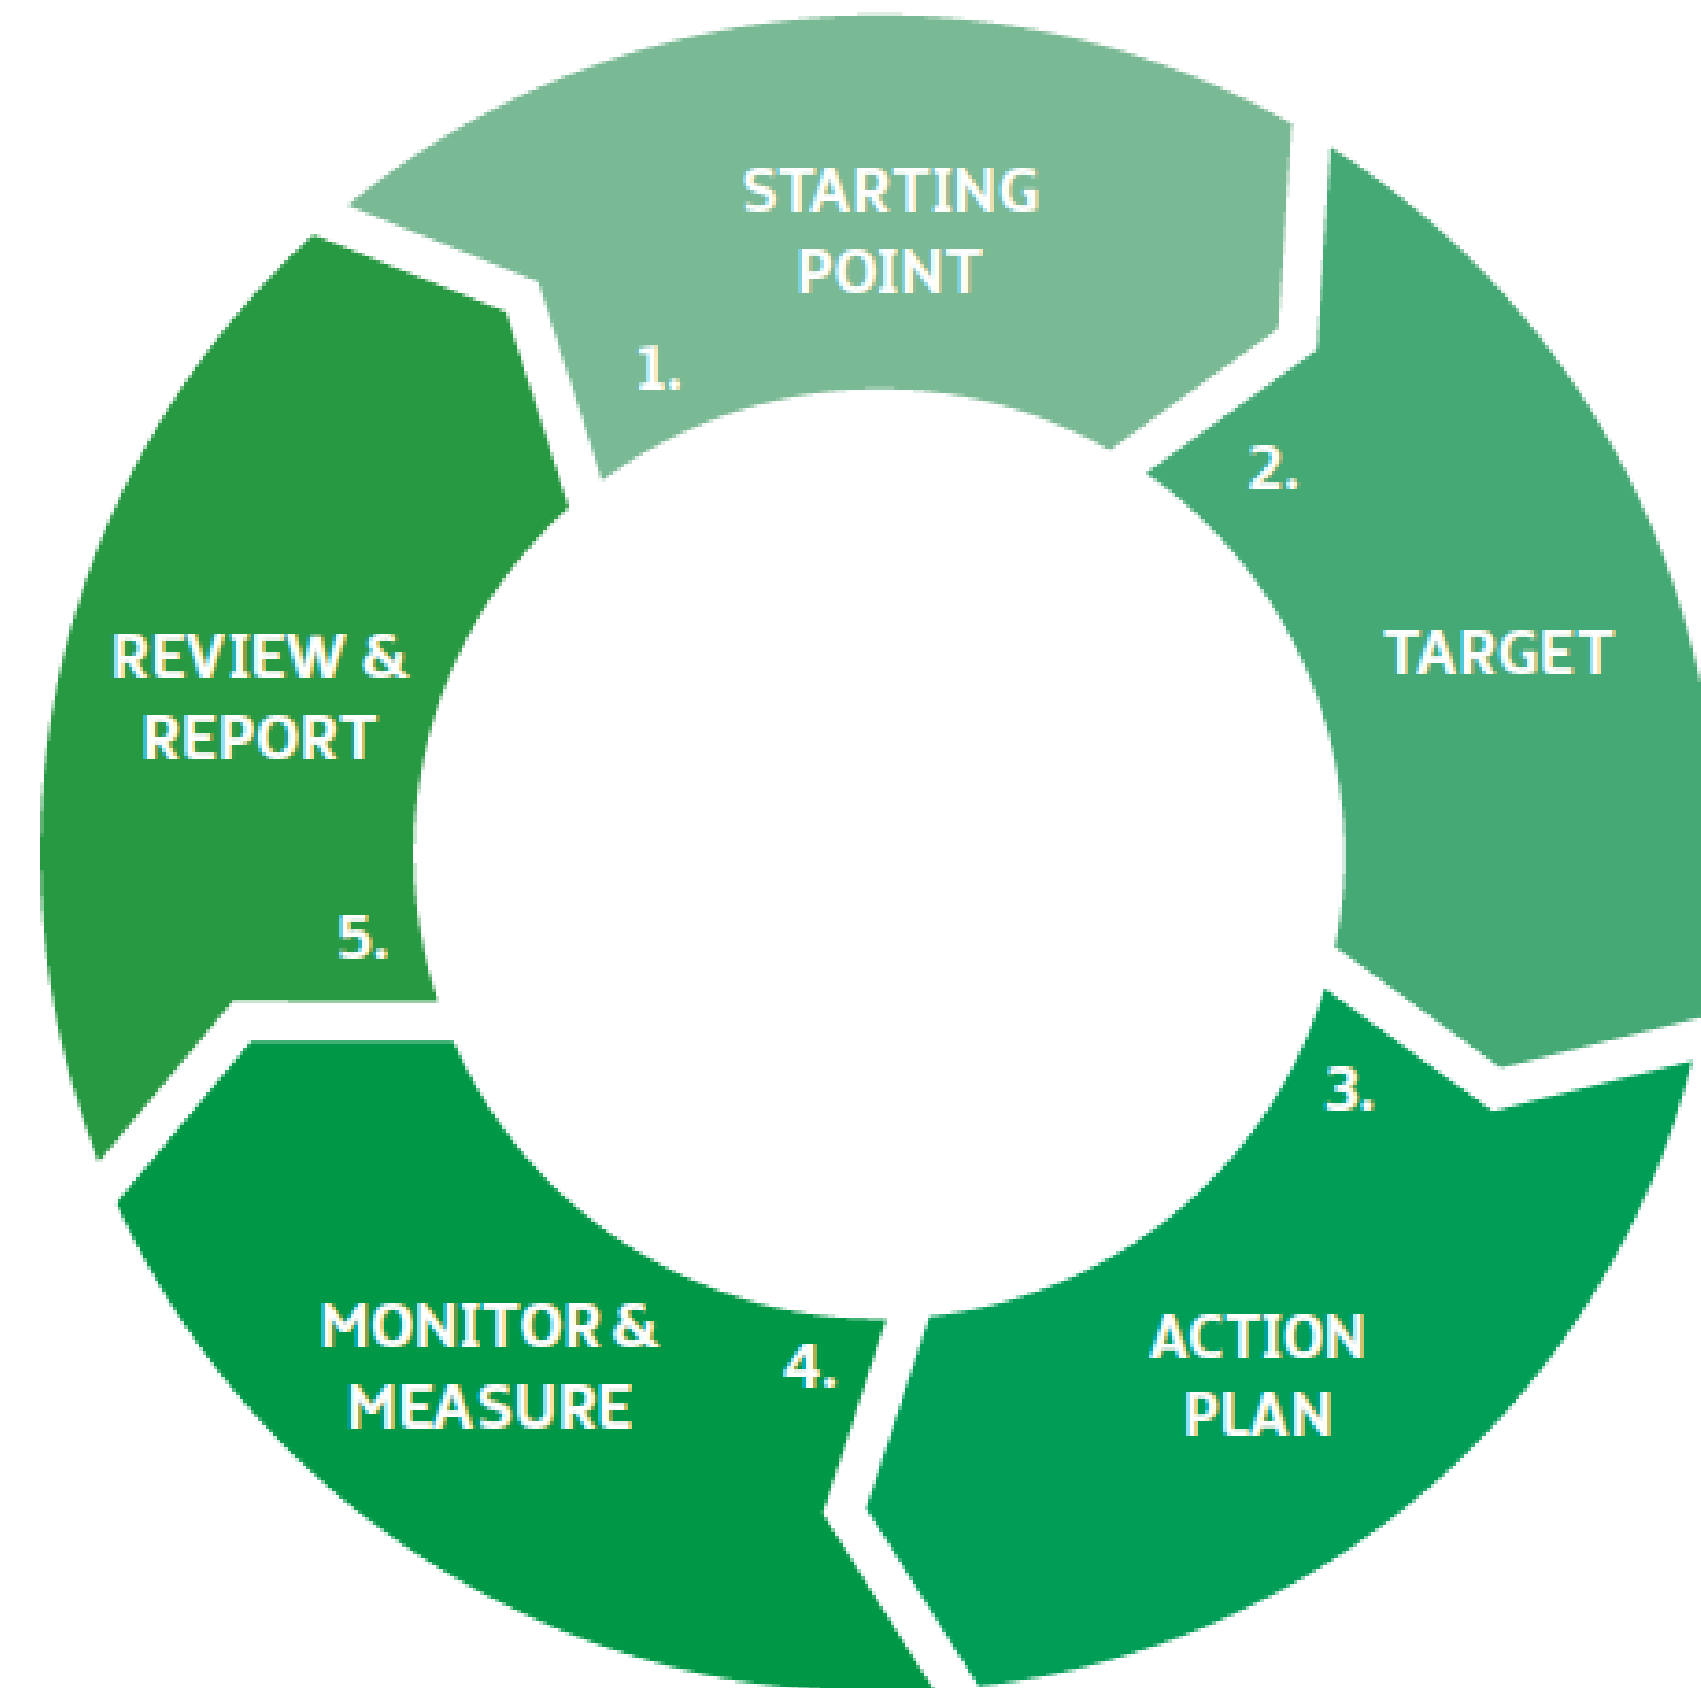 STARTING
POINT
1.
2.
TARGET
3.
ACTION
PLAN
4.
MONITOR &
MEASURE
5.
REVIEW &
REPORT